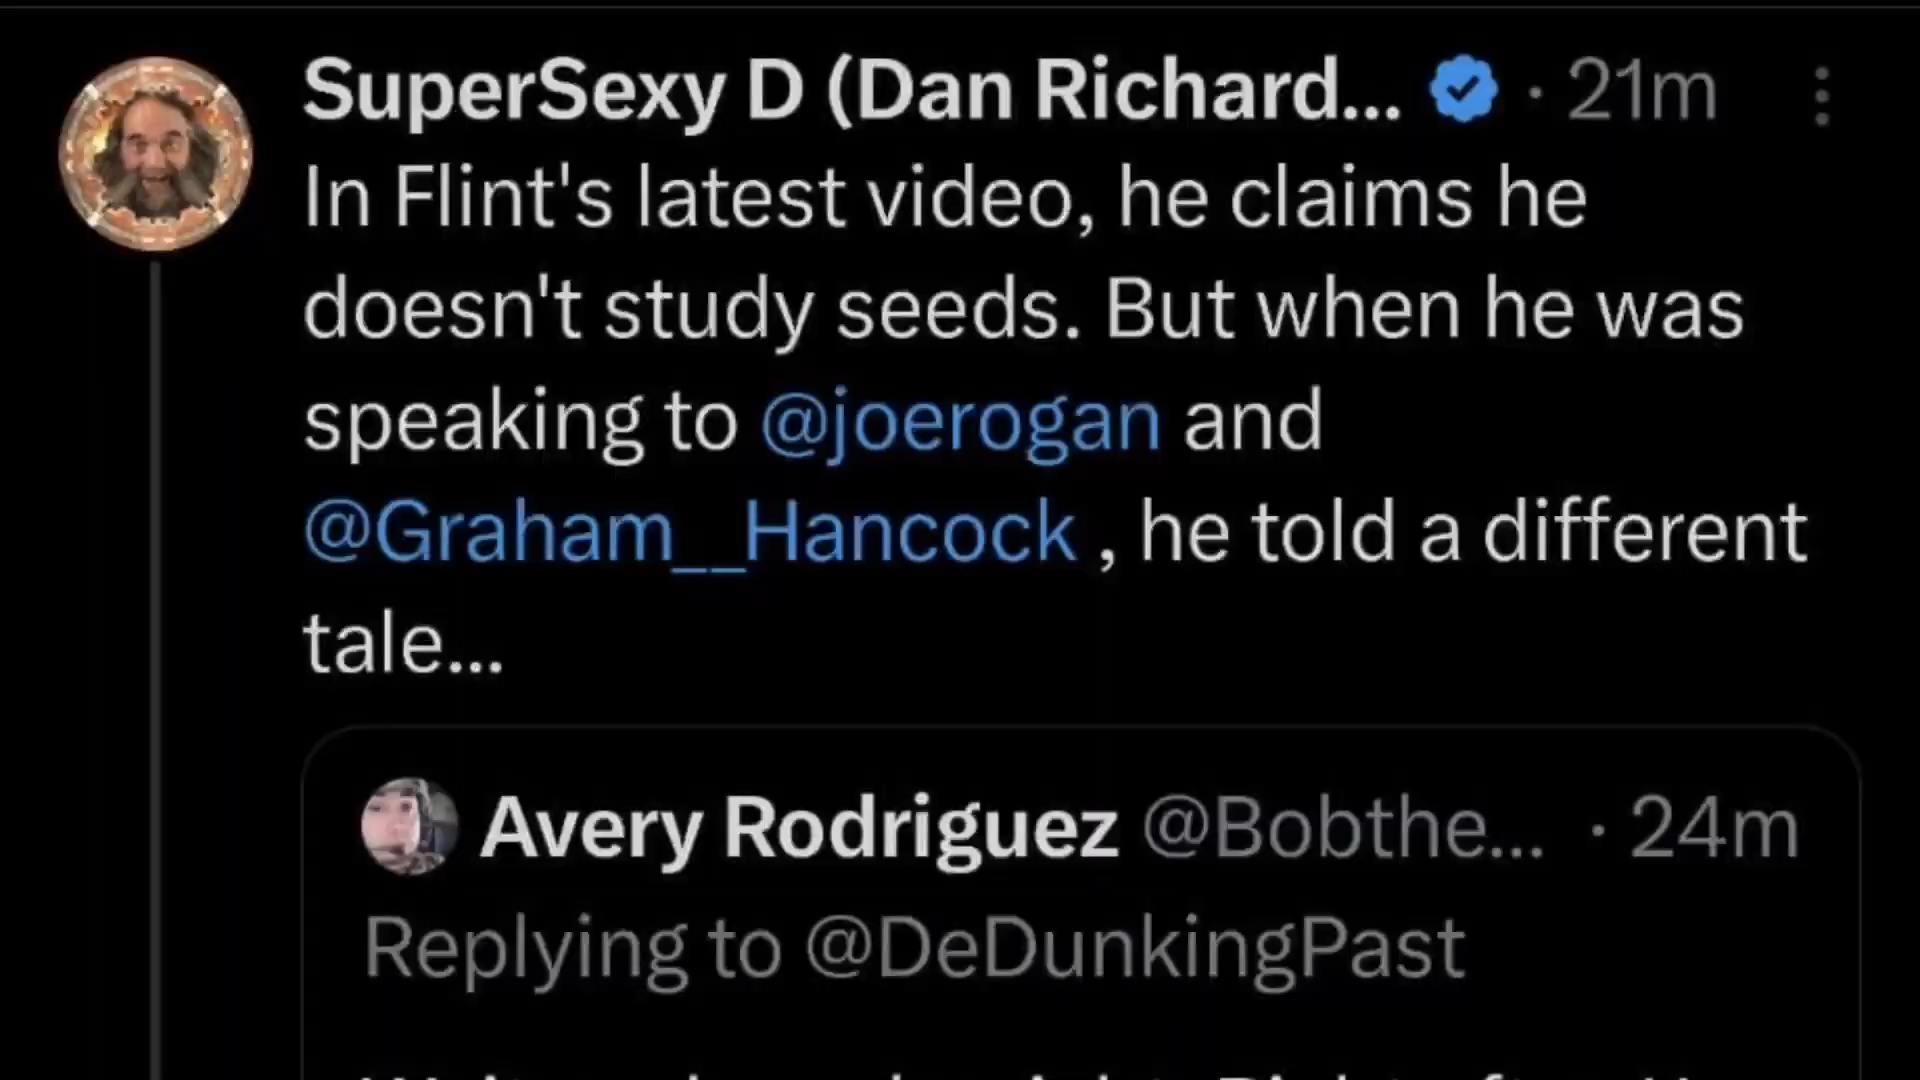 SuperSexy D (Dan Richard... · 21m
In Flint's latest video, he claims he
doesn't study seeds. But when he was
speaking to @joerogan and
@Graham__Hancock , he told a different
tale...
Avery Rodriguez @Bobthe... · 24m
Replying to @DeDunkingPast